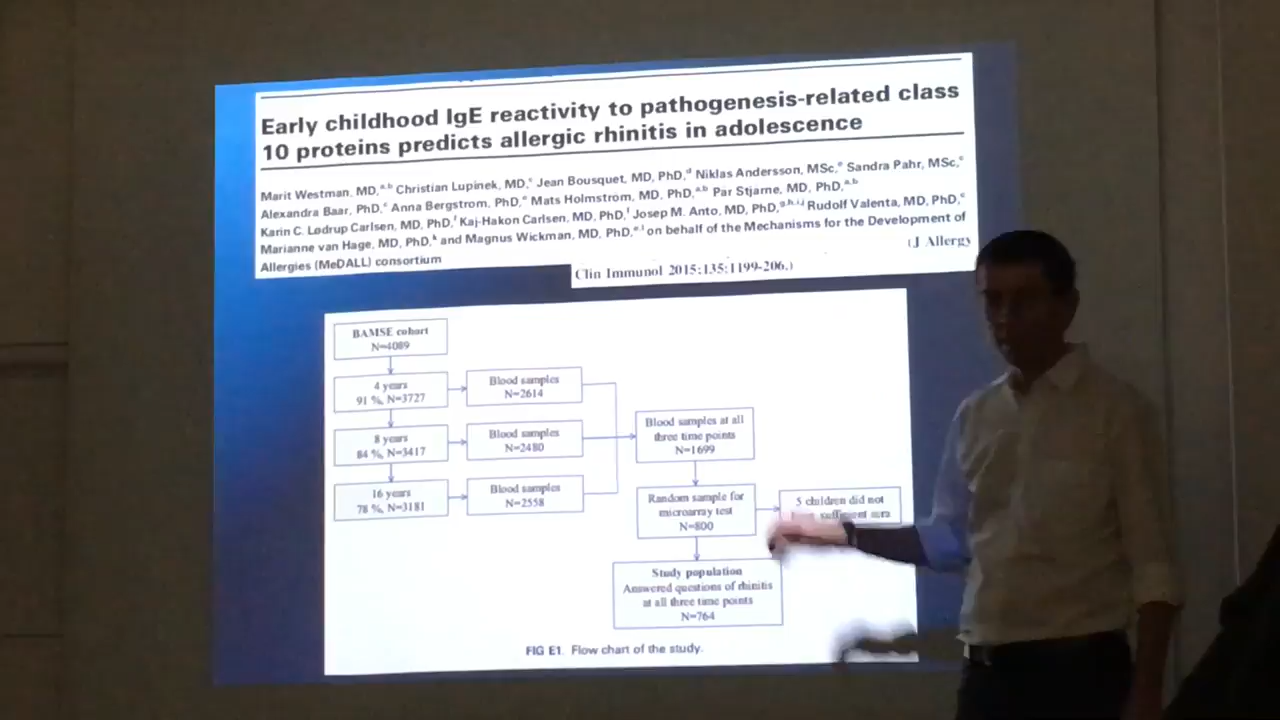 Early childhood IgE reactivity to pathogenesis-related class
10 proteins predicts allergic rhinitis in adolescence
Marit Westman, MD,a,b Christian Lupinek, MD,c Jean Bousquet, MD, PhD,d Niklas Andersson, MSc,e Sandra Pahr, MSc,c
Alexandra Baar, PhD,c Anna Bergstrom, PhD,e Mats Holmstrom, MD, PhD,a,b Par Stjarne, MD, PhD,a,b
Karin C. Lødrup Carlsen, MD, PhD,f Kaj-Hakon Carlsen, MD, PhD,f Josep M. Anto, MD, PhD,g,h,i,j Rudolf Valenta, MD, PhD,c
Marianne van Hage, MD, PhD,k and Magnus Wickman, MD, PhD,e,l on behalf of the Mechanisms for the Development of
Allergies (MeDALL) consortium
(J Allergy
Clin Immunol 2015;135:1199-206.)
BAMSE cohort
N=4089
4 years
91 %, N=3727
Blood samples
N=2614
8 years
84 %, N=3417
Blood samples
N=2480
16 years
78 %, N=3181
Blood samples
N=2558
Blood samples at all
three time points
N=1699
Random sample for
microarray test
N=800
5 children did not
sufficient sera
Study population
Answered questions of rhinitis
at all three time points
N=764
FIG E1. Flow chart of the study.